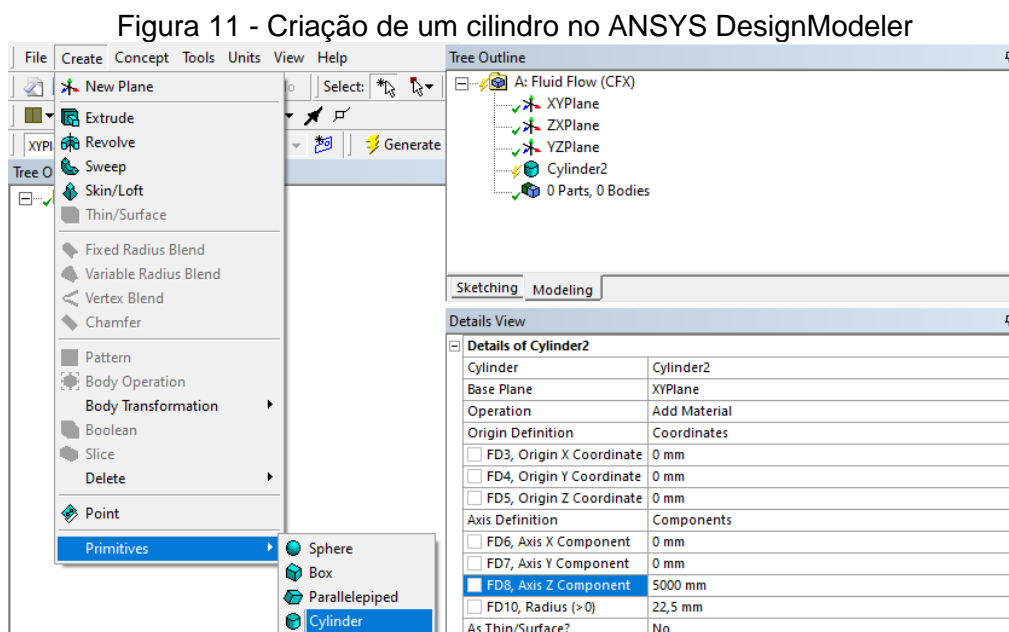 Figura 11 - Criação de um cilindro no ANSYS DesignModeler
File Create Concept Tools Units View Help
New Plane
Select:
Extrude
Revolve
Generate
Sweep
Skin/Loft
Thin/Surface
Fixed Radius Blend
Variable Radius Blend
Vertex Blend
Chamfer
Pattern
Body Operation
Body Transformation
Boolean
Slice
Delete
Point
Primitives
Sphere
Box
Parallelepiped
Cylinder
XYPl
Tree O
Tree Outline
A: Fluid Flow (CFX)
XYPlane
ZXPlane
YZPlane
Cylinder2
0 Parts, 0 Bodies
Sketching Modeling
Details View
Details of Cylinder2
Cylinder Cylinder2
Base Plane XYPlane
Operation Add Material
Origin Definition Coordinates
FD3, Origin X Coordinate 0 mm
FD4, Origin Y Coordinate 0 mm
FD5, Origin Z Coordinate 0 mm
Axis Definition Components
FD6, Axis X Component 0 mm
FD7, Axis Y Component 0 mm
FD8, Axis Z Component 5000 mm
FD10, Radius (>0) 22,5 mm
As Thin/Surface? No